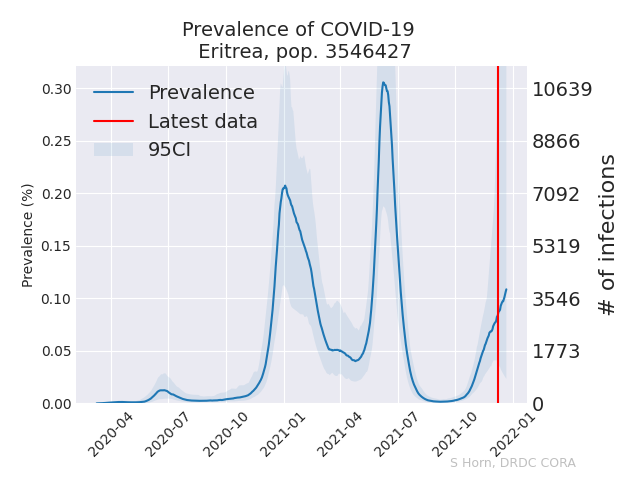 Prevalence of COVID-19
Eritrea, pop. 3546427
Prevalence
Latest data
95CI
Prevalence (%)
0.30
0.25
0.20
0.15
0.10
0.05
0.00
10639
8866
7092
5319
3546
1773
0
# of infections
2020-04
2020-07
2020-10
2021-01
2021-04
2021-07
2021-10
2022-01
S Horn, DRDC CORA